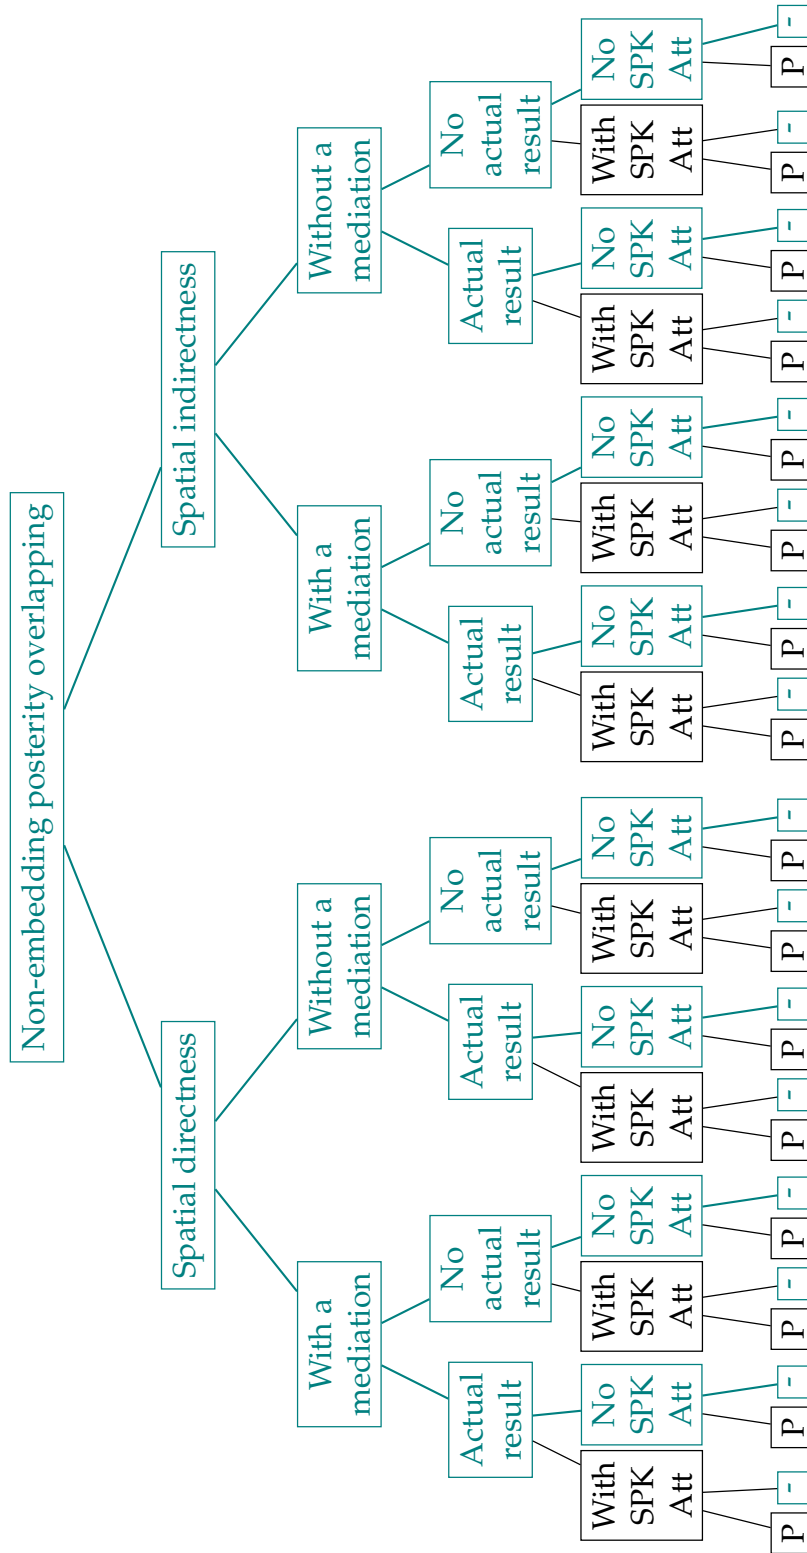 Non-embedding posterity overlapping
Spatial directness
Spatial indirectness
With a
mediation
Without a
mediation
With a
mediation
Without a
mediation
Actual
result
No
actual
result
Actual
result
No
actual
result
Actual
result
No
actual
result
Actual
result
No
actual
result
With
SPK
Att
No
SPK
Att
With
SPK
Att
No
SPK
Att
With
SPK
Att
No
SPK
Att
With
SPK
Att
No
SPK
Att
With
SPK
Att
No
SPK
Att
With
SPK
Att
No
SPK
Att
With
SPK
Att
No
SPK
Att
With
SPK
Att
No
SPK
Att
P - P - P - P - P - P - P - P - P - P - P - P - P - P - P - P -